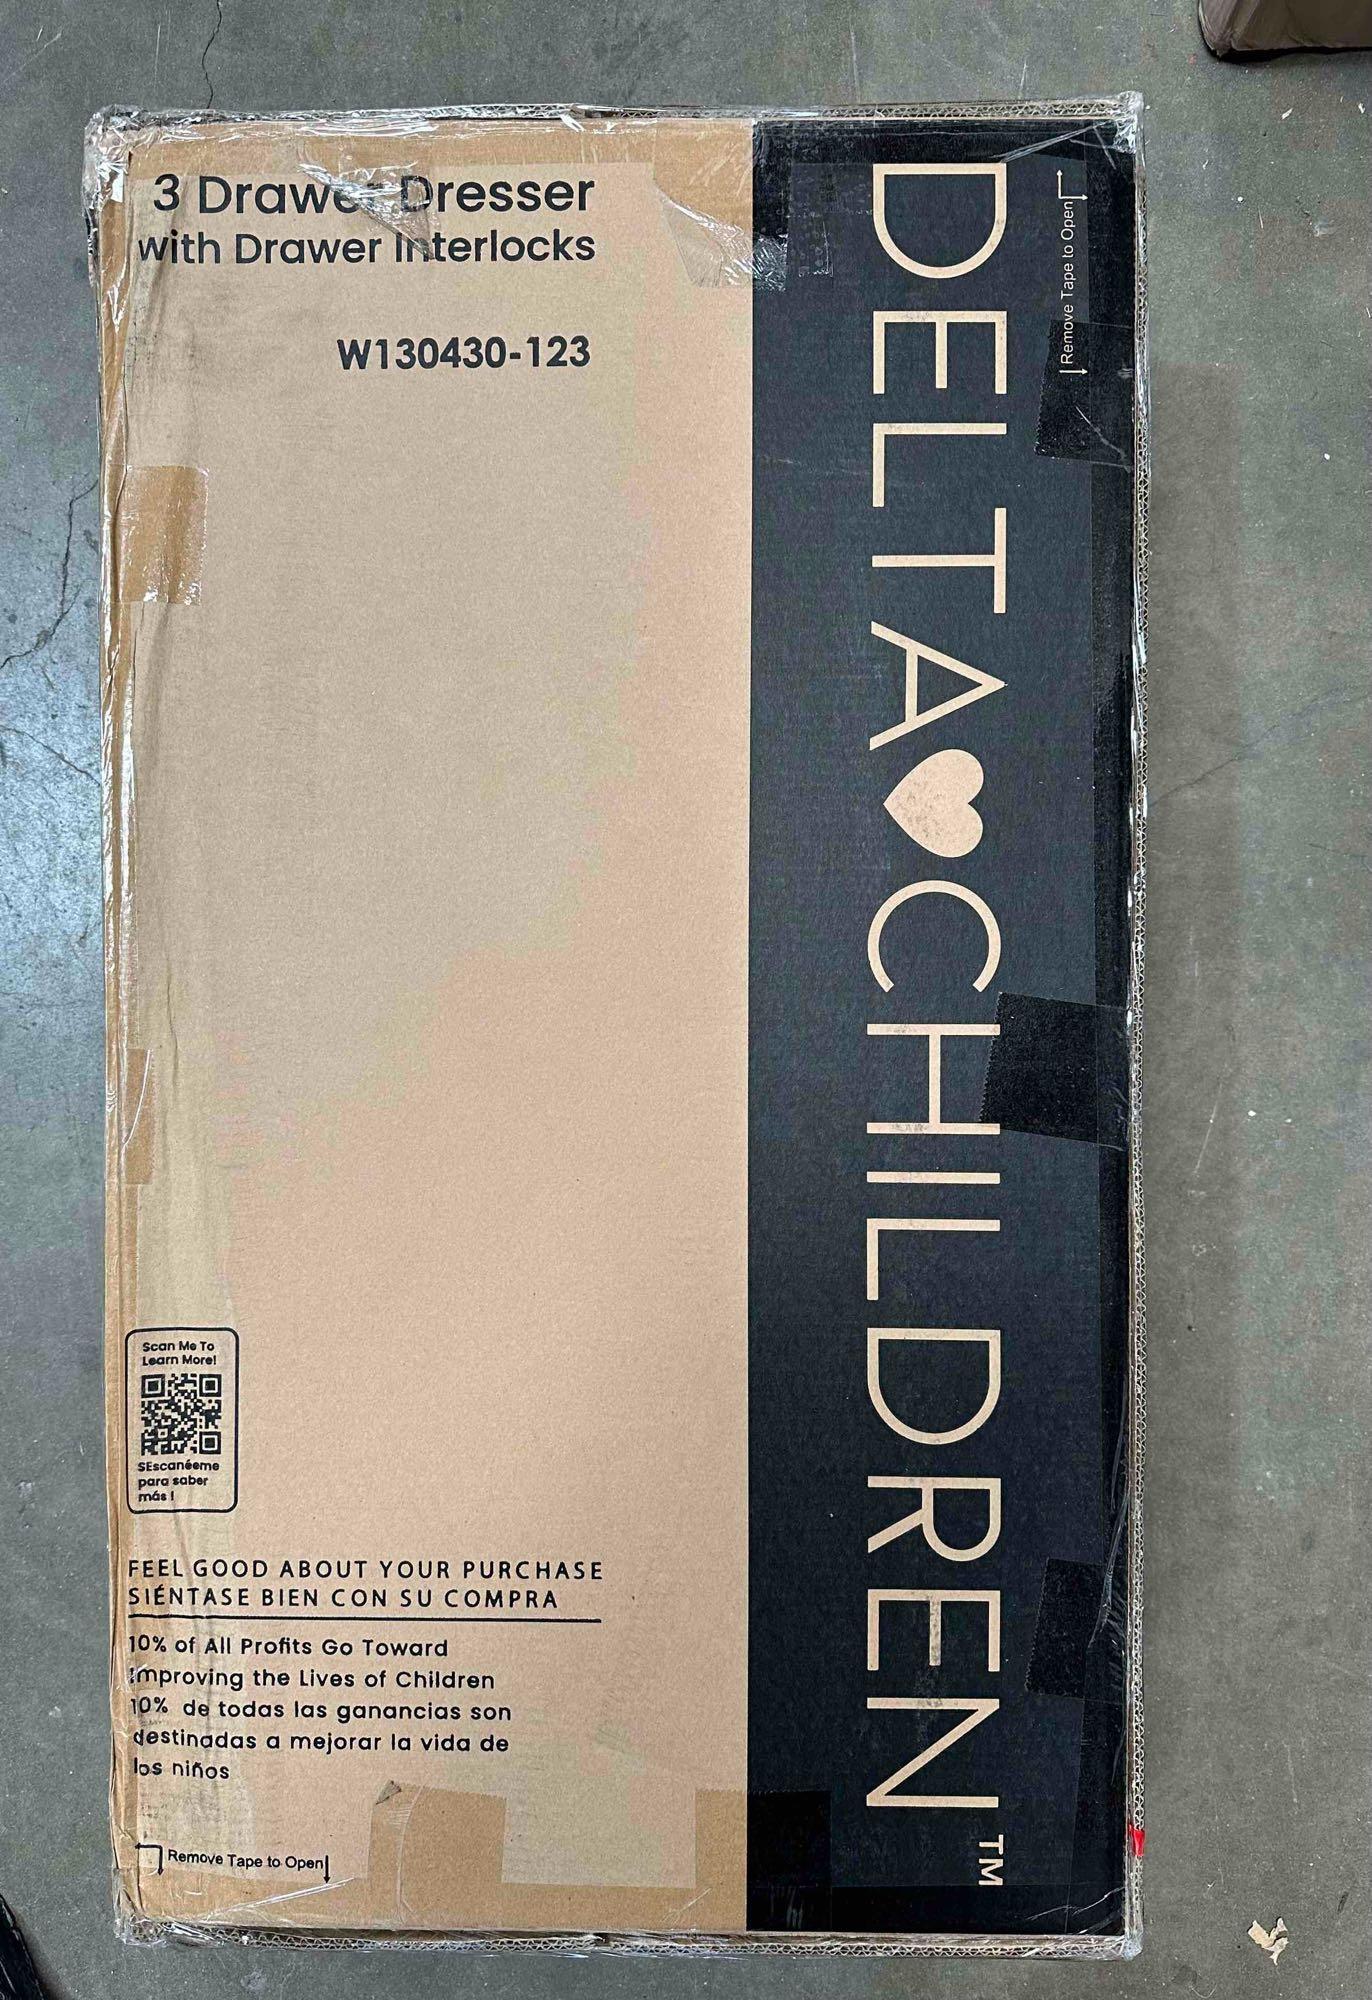 3 Drawer Dresser
with Drawer Interlocks
W130430-123
DELTA CHILDREN™
Remove Tape to Open
Scan Me To
Learn More!
SEscanéeme
para saber
más !
FEEL GOOD ABOUT YOUR PURCHASE
SIÉNTASE BIEN CON SU COMPRA
10% of All Profits Go Toward
Improving the Lives of Children
10% de todas las ganancias son
destinadas a mejorar la vida de
los niños
Remove Tape to Open